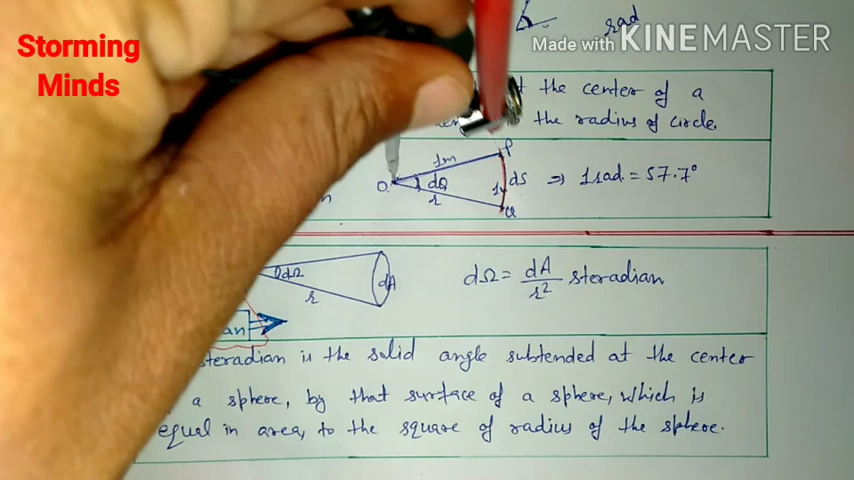 Storming
Minds
rad
Made with KINEMASTER
the center of a
the radius of circle.
1m
P
O
dθ
r
1m
dS
Q
⇒ 1 rad = 57.7°
dΩ
r
dA
dΩ = dA/r² steradian
steradian is the solid angle subtended at the center
a sphere, by that surface of a sphere, which is
equal in area, to the square of radius of the sphere.